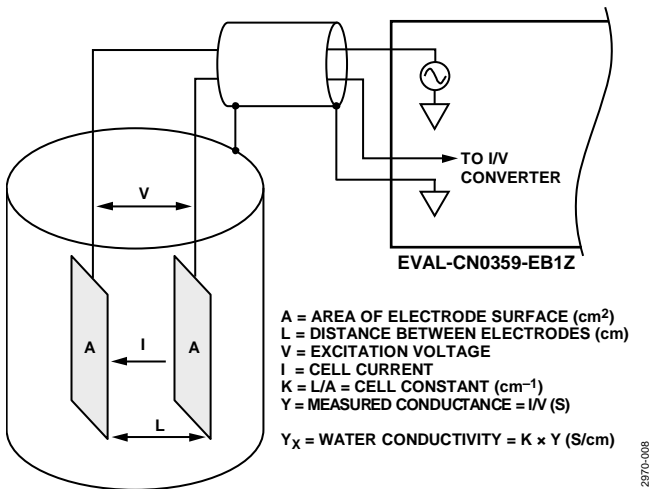 V
A
I
A
L
TO I/V
CONVERTER
EVAL-CN0359-EB1Z
A = AREA OF ELECTRODE SURFACE (cm²)
L = DISTANCE BETWEEN ELECTRODES (cm)
V = EXCITATION VOLTAGE
I = CELL CURRENT
K = L/A = CELL CONSTANT (cm⁻¹)
Y = MEASURED CONDUCTANCE = I/V (S)
Yₓ = WATER CONDUCTIVITY = K × Y (S/cm)
2970-008